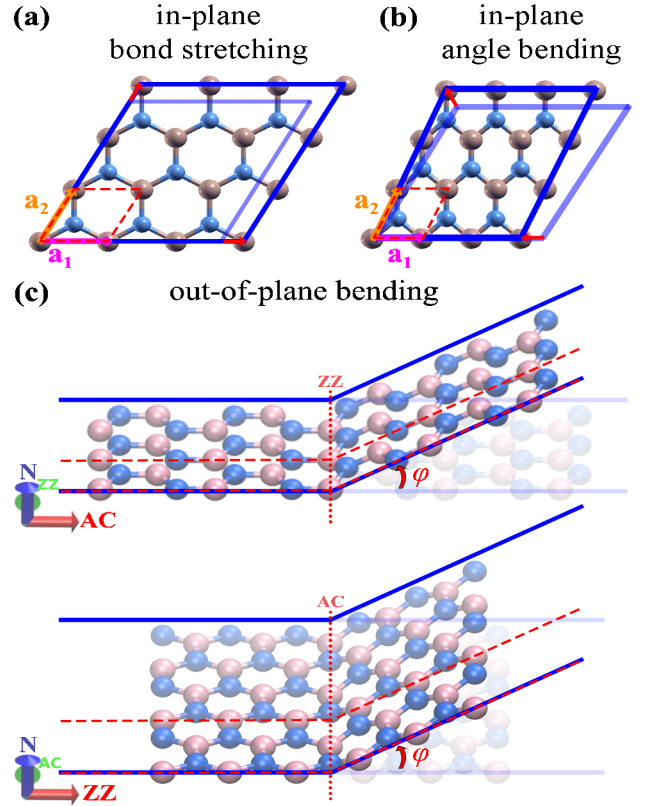 (a) in-plane
bond stretching
(b) in-plane
angle bending
a2
a1
a2
a1
(c) out-of-plane bending
ZZ
N
ZZ
AC
φ
AC
N
AC
ZZ
φ